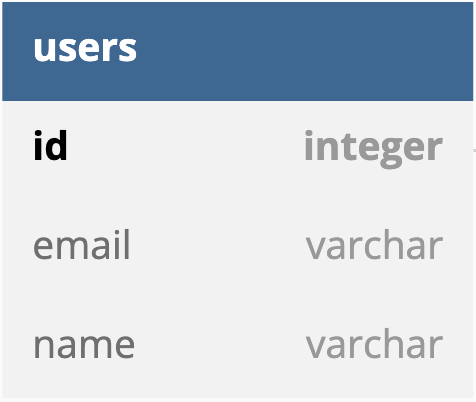 users
id integer
email varchar
name varchar